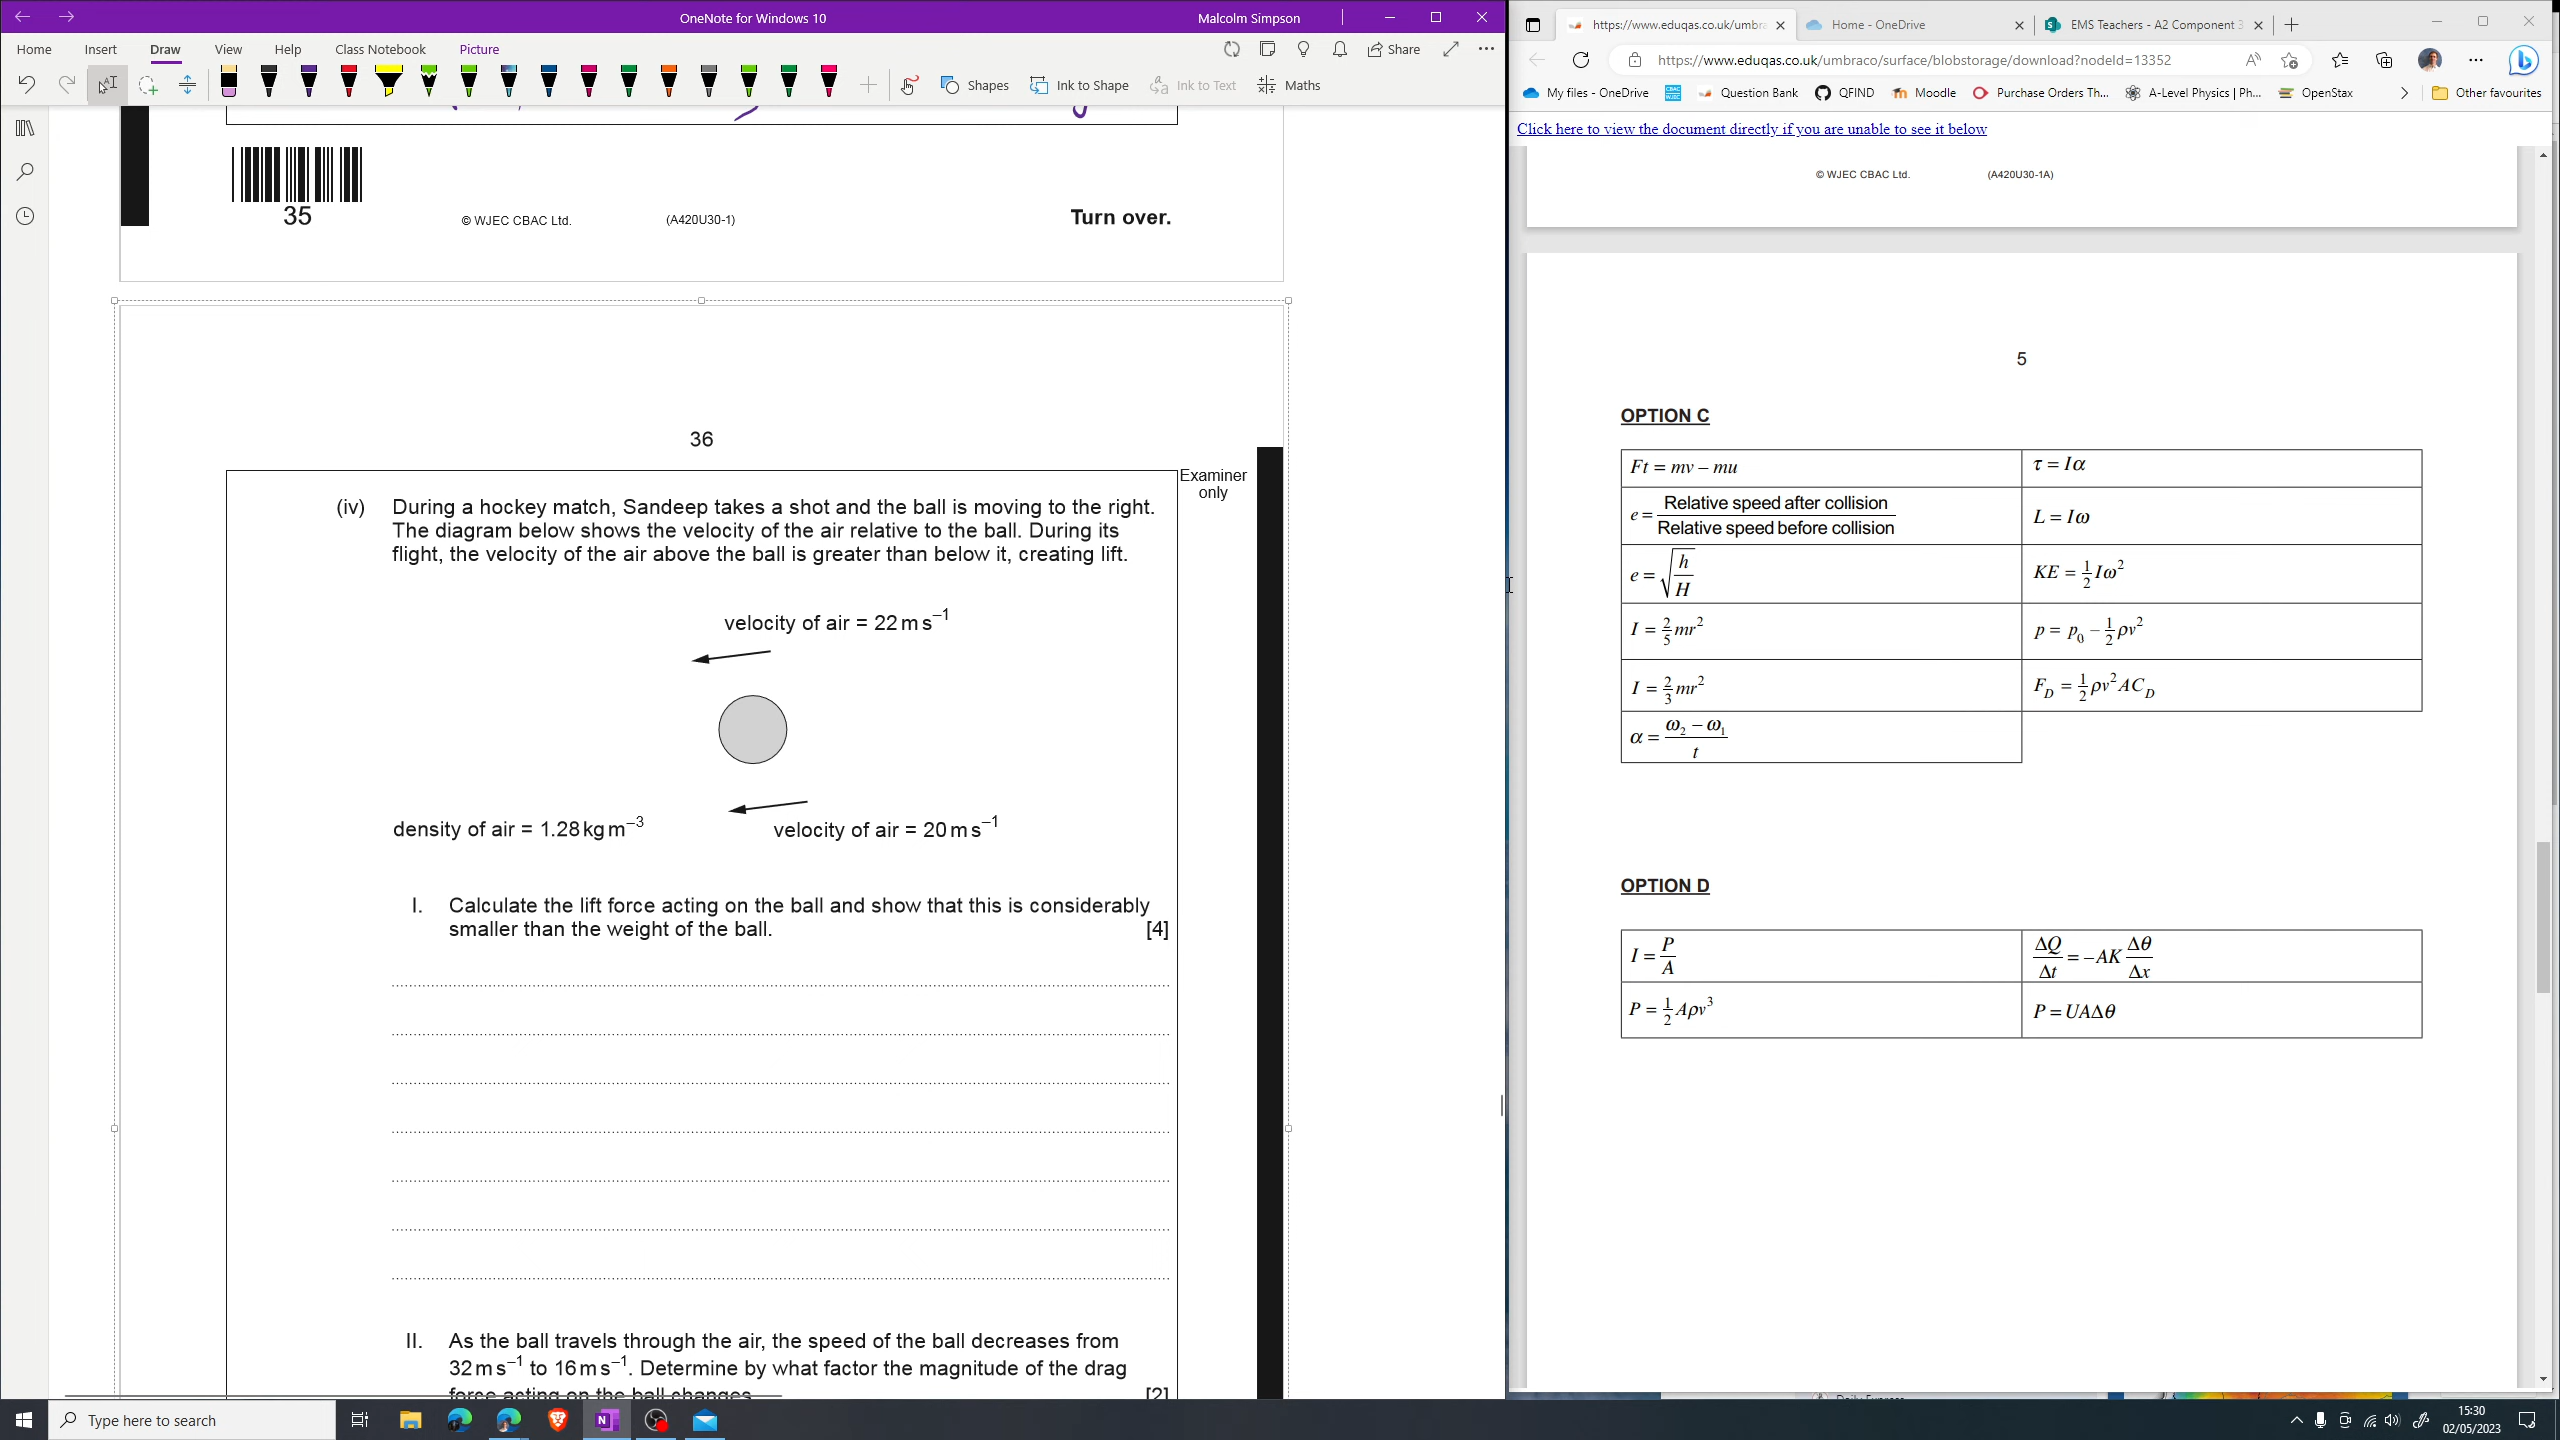 OneNote for Windows 10
Malcolm Simpson
Home Insert Draw View Help Class Notebook Picture
Share
Shapes Ink to Shape Ink to Text Maths
35
© WJEC CBAC Ltd.
(A420U30-1)
Turn over.
36
Examiner
only
(iv) During a hockey match, Sandeep takes a shot and the ball is moving to the right.
The diagram below shows the velocity of the air relative to the ball. During its
flight, the velocity of the air above the ball is greater than below it, creating lift.
velocity of air = 22 m s⁻¹
density of air = 1.28 kg m⁻³
velocity of air = 20 m s⁻¹
I. Calculate the lift force acting on the ball and show that this is considerably
smaller than the weight of the ball. [4]
II. As the ball travels through the air, the speed of the ball decreases from
32 m s⁻¹ to 16 m s⁻¹. Determine by what factor the magnitude of the drag
force acting on the ball changes. [2]
https://www.eduqas.co.uk/umbra
Home - OneDrive
EMS Teachers - A2 Component 3
https://www.eduqas.co.uk/umbraco/surface/blobstorage/download?nodeId=13352
My files - OneDrive
Question Bank
QFIND
Moodle
Purchase Orders Th...
A-Level Physics | Ph...
OpenStax
Other favourites
Click here to view the document directly if you are unable to see it below
© WJEC CBAC Ltd.
(A420U30-1A)
5
OPTION C
Ft = mv – mu
τ = Iα
e = Relative speed after collision / Relative speed before collision
L = Iω
e = √(h/H)
KE = ½Iω²
I = 2/5 mr²
p = p₀ – ½ρv²
I = 2/3 mr²
F_D = ½ρv²AC_D
α = (ω₂ – ω₁)/t
OPTION D
I = P/A
ΔQ/Δt = –AK Δθ/Δx
P = ½Aρv³
P = UAΔθ
Type here to search
15:30
02/05/2023